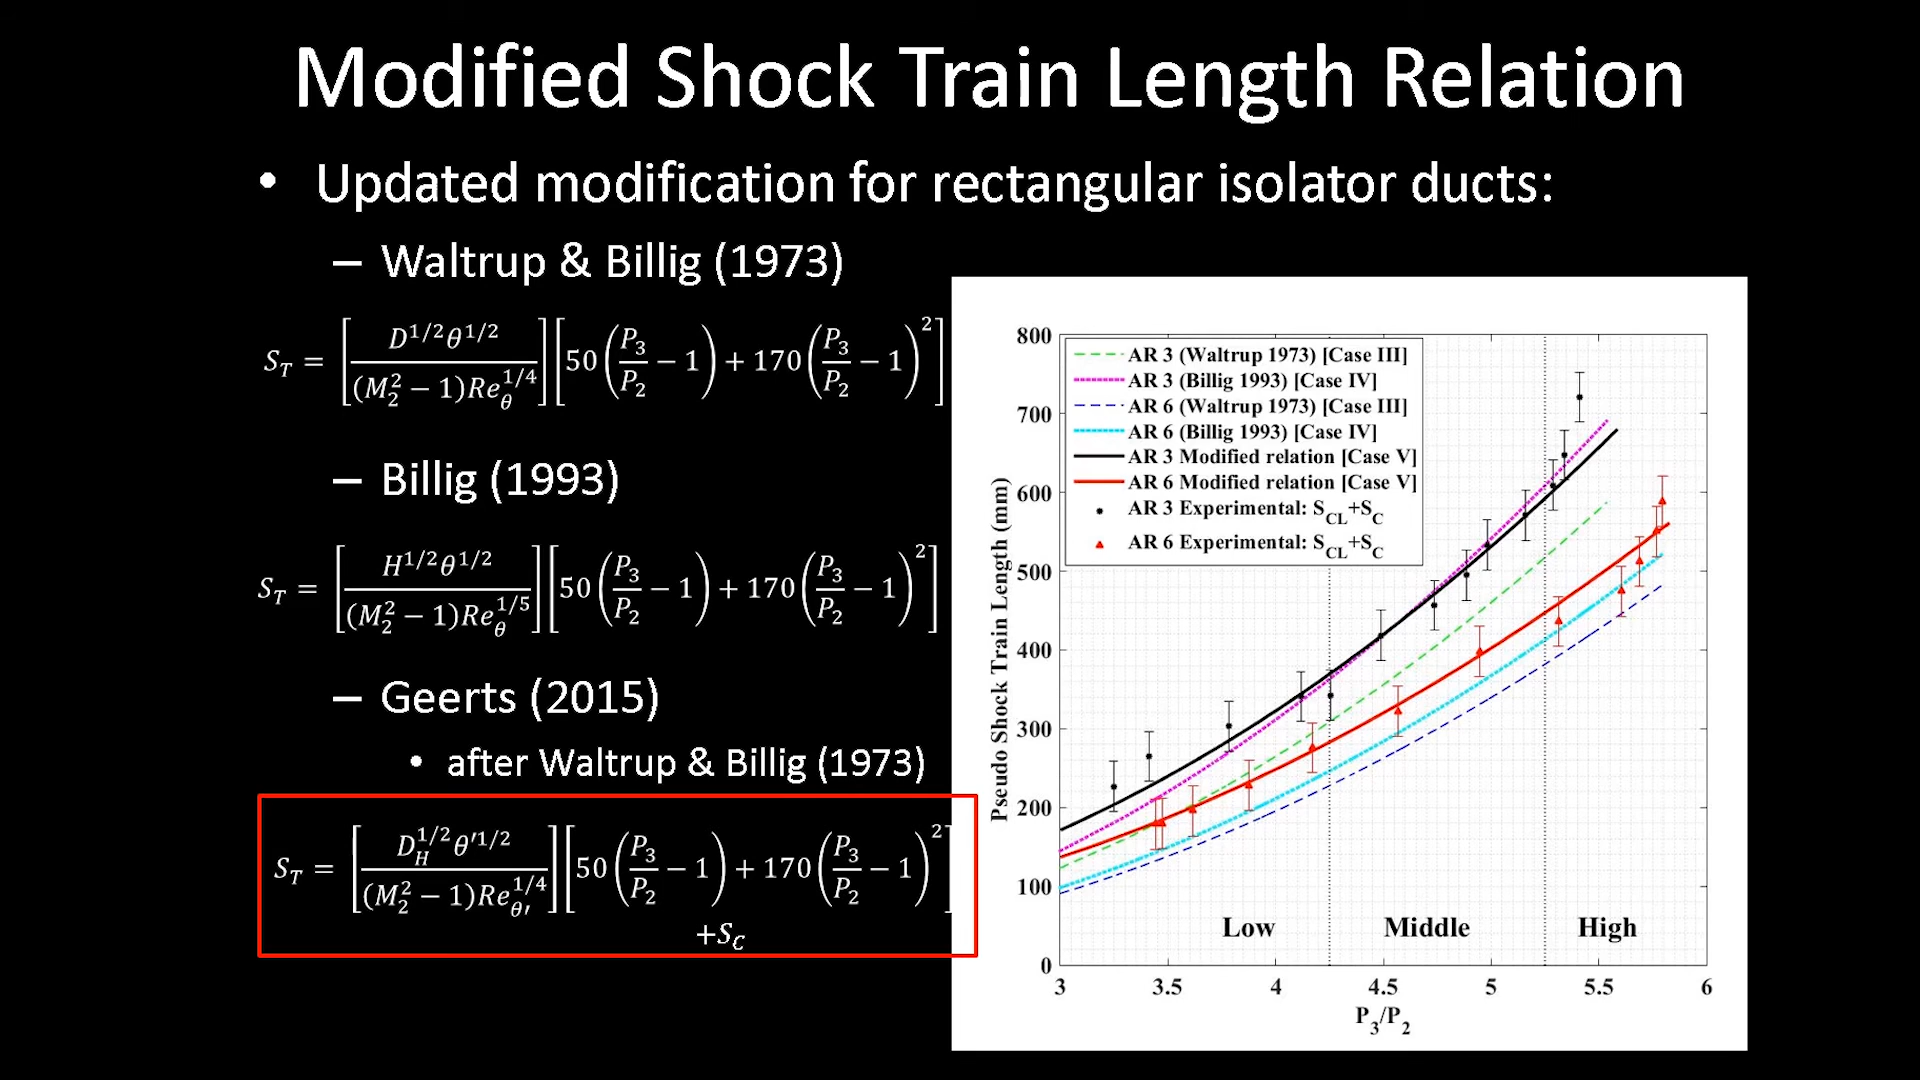 Modified Shock Train Length Relation
• Updated modification for rectangular isolator ducts:
– Waltrup & Billig (1973)
S_T = [D^{1/2}θ^{1/2} / (M_2^2 − 1)Re_θ^{1/4}] [50(P_3/P_2 − 1) + 170(P_3/P_2 − 1)^2]
– Billig (1993)
S_T = [H^{1/2}θ^{1/2} / (M_2^2 − 1)Re_θ^{1/5}] [50(P_3/P_2 − 1) + 170(P_3/P_2 − 1)^2]
– Geerts (2015)
• after Waltrup & Billig (1973)
S_T = [D_H^{1/2}θ′^{1/2} / (M_2^2 − 1)Re_{θ′}^{1/4}] [50(P_3/P_2 − 1) + 170(P_3/P_2 − 1)^2]
+S_C
AR 3 (Waltrup 1973) [Case III]
AR 3 (Billig 1993) [Case IV]
AR 6 (Waltrup 1973) [Case III]
AR 6 (Billig 1993) [Case IV]
AR 3 Modified relation [Case V]
AR 6 Modified relation [Case V]
AR 3 Experimental: S_CL+S_C
AR 6 Experimental: S_CL+S_C
Pseudo Shock Train Length (mm)
800
700
600
500
400
300
200
100
0
Low Middle High
3 3.5 4 4.5 5 5.5 6
P_3/P_2